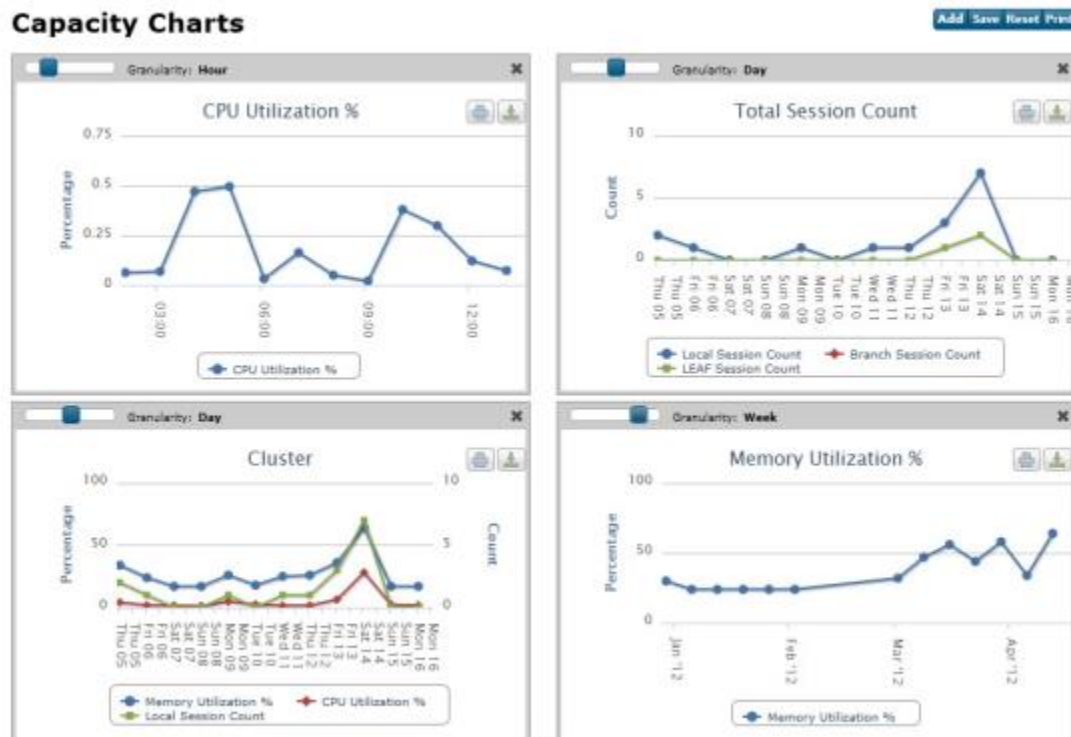 Capacity Charts
Add Save Reset Print
Granularity: Hour
CPU Utilization %
Percentage
0.75
0.5
0.25
0
03:00
06:00
09:00
12:00
CPU Utilization %
Granularity: Day
Total Session Count
Count
10
5
0
Thu 05
Thu 05
Fri 06
Fri 06
Sat 07
Sat 07
Sun 08
Sun 08
Mon 09
Mon 09
Tue 10
Tue 10
Wed 11
Wed 11
Thu 12
Thu 12
Fri 13
Fri 13
Sat 14
Sat 14
Sun 15
Sun 15
Mon 16
Local Session Count
Branch Session Count
LEAF Session Count
Granularity: Day
Cluster
Percentage
100
50
0
10
5
0
Count
Thu 05
Thu 05
Fri 06
Fri 06
Sat 07
Sat 07
Sun 08
Sun 08
Mon 09
Mon 09
Tue 10
Tue 10
Wed 11
Wed 11
Thu 12
Thu 12
Fri 13
Fri 13
Sat 14
Sat 14
Sun 15
Sun 15
Mon 16
Mon 16
Memory Utilization %
CPU Utilization %
Local Session Count
Granularity: Week
Memory Utilization %
Percentage
100
50
0
Jan '12
Feb '12
Mar '12
Apr '12
Memory Utilization %